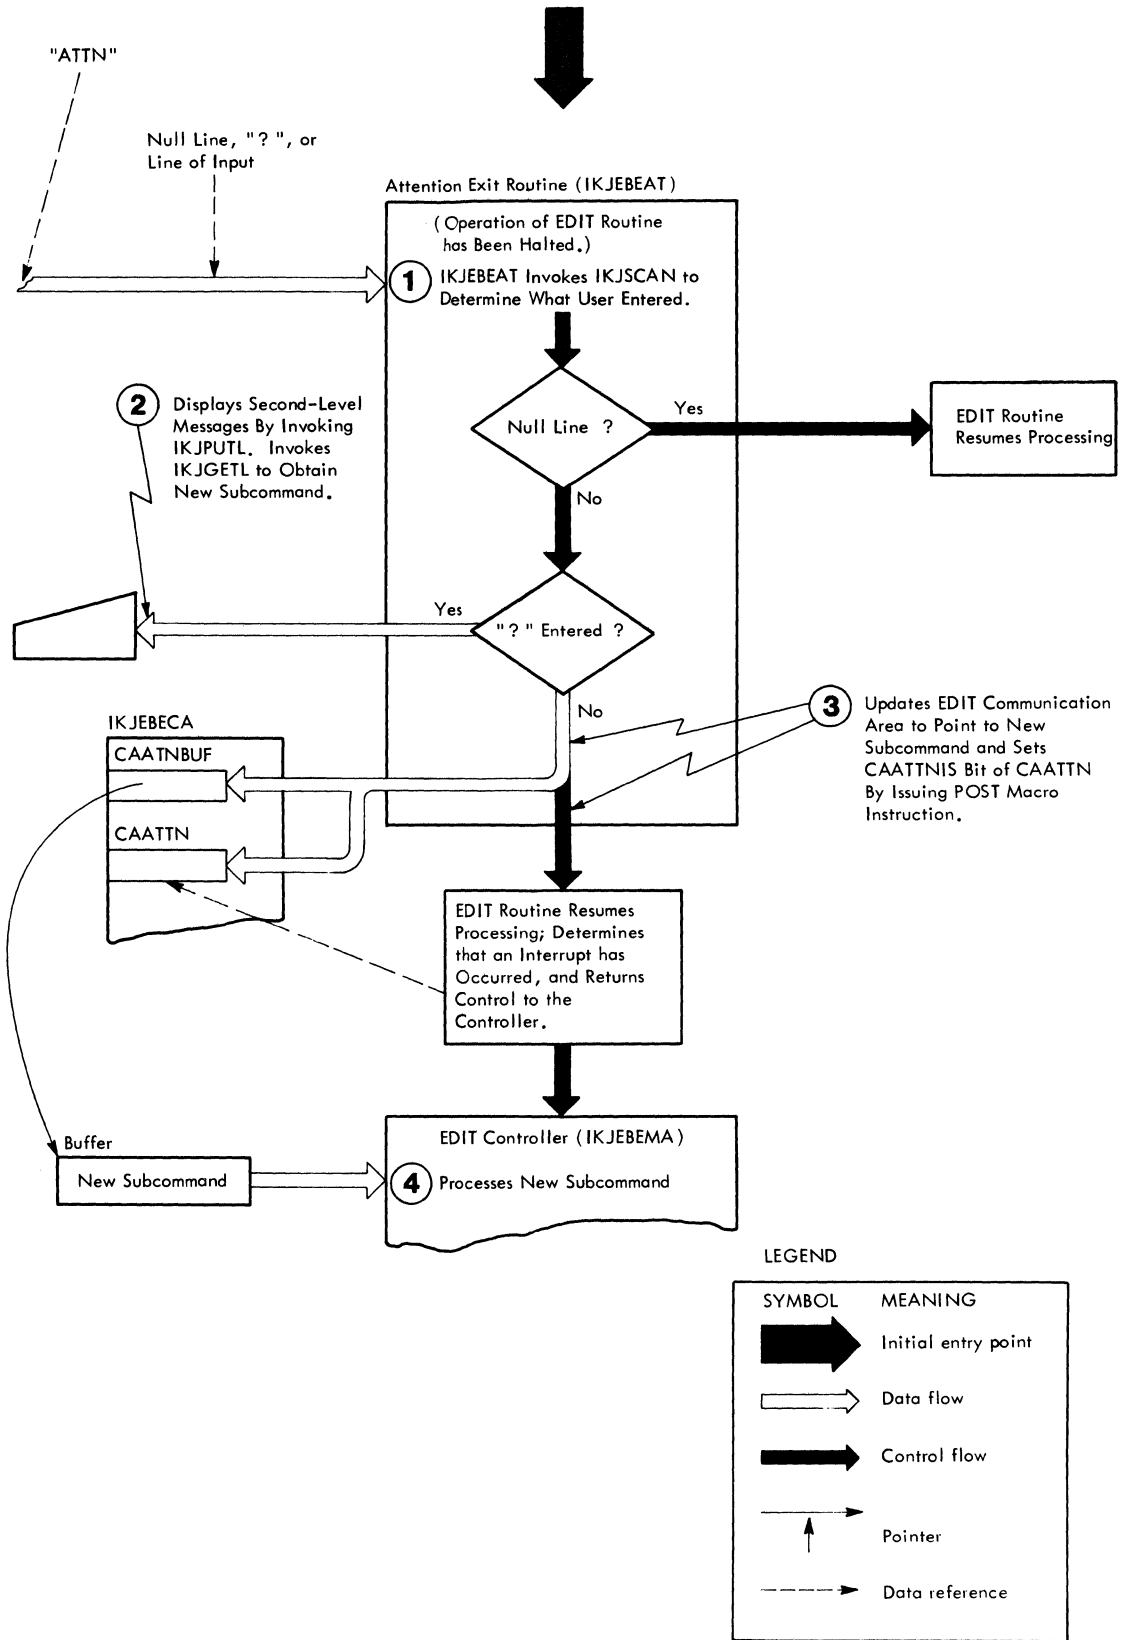 "ATTN"
Null Line, "?", or
Line of Input
Attention Exit Routine (IKJEBEAT)
(Operation of EDIT Routine
has Been Halted.)
1 IKJEBEAT Invokes IKJSCAN to
Determine What User Entered.
2 Displays Second-Level
Messages By Invoking
IKJPUTL. Invokes
IKJGETL to Obtain
New Subcommand.
Null Line ?
Yes
EDIT Routine
Resumes Processing
No
Yes
"?" Entered ?
No
3 Updates EDIT Communication
Area to Point to New
Subcommand and Sets
CAATTNIS Bit of CAATTN
By Issuing POST Macro
Instruction.
IKJEBECA
CAATNBUF
CAATTN
EDIT Routine Resumes
Processing; Determines
that an Interrupt has
Occurred, and Returns
Control to the
Controller.
Buffer
New Subcommand
EDIT Controller (IKJEBEMA)
4 Processes New Subcommand
LEGEND
SYMBOL MEANING
Initial entry point
Data flow
Control flow
Pointer
Data reference